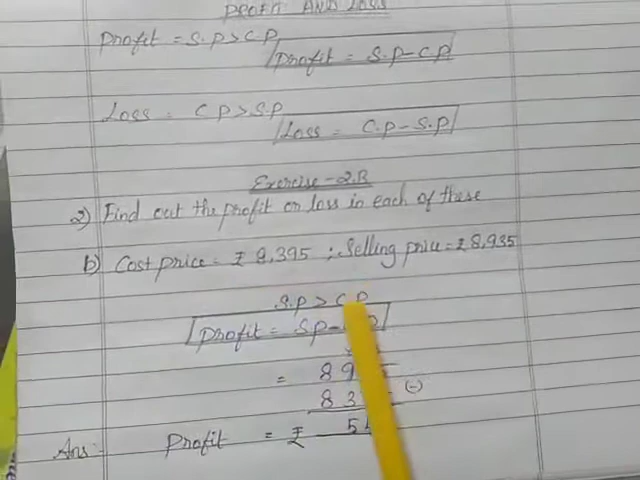 PROFIT AND LOSS
Profit = S.P > C.P
Profit = S.P - C.P
Loss = C.P > S.P
Loss = C.P - S.P
Exercise - 2.B
2) Find out the profit or loss in each of these
b) Cost price = ₹ 8,395 ; Selling price = ₹ 8,935
S.P > C.P
Profit = S.P -
= 89
83 (-)
Ans:- Profit = ₹ 5